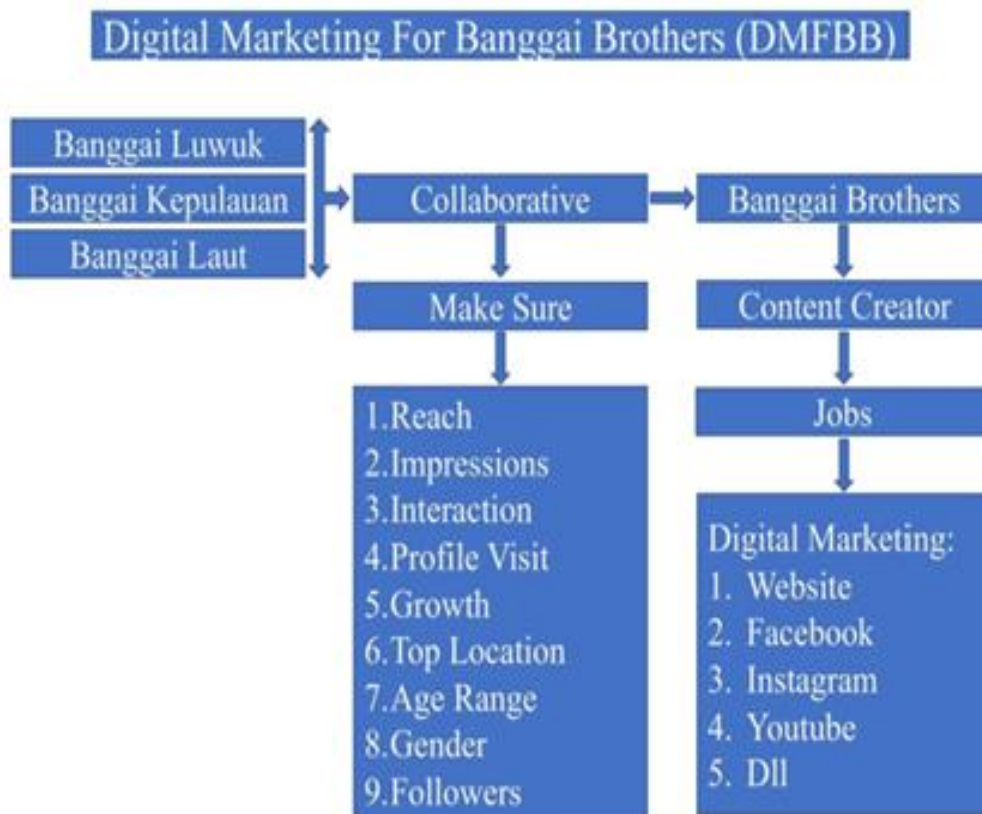 Digital Marketing For Banggai Brothers (DMFBB)
Banggai Luwuk
Banggai Kepulauan
Banggai Laut
Collaborative
Make Sure
1.Reach
2.Impressions
3.Interaction
4.Profile Visit
5.Growth
6.Top Location
7.Age Range
8.Gender
9.Followers
Banggai Brothers
Content Creator
Jobs
Digital Marketing:
1. Website
2. Facebook
3. Instagram
4. Youtube
5. Dll